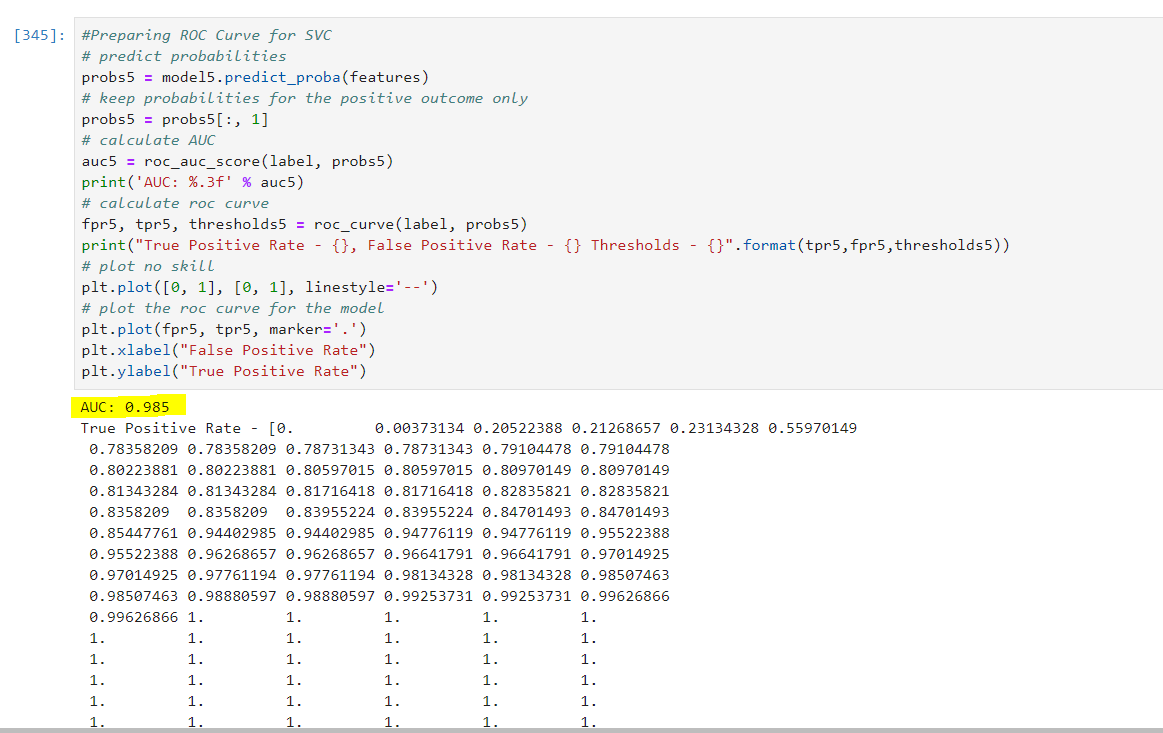 [345]: #Preparing ROC Curve for SVC
# predict probabilities
probs5 = model5.predict_proba(features)
# keep probabilities for the positive outcome only
probs5 = probs5[:, 1]
# calculate AUC
auc5 = roc_auc_score(label, probs5)
print('AUC: %.3f' % auc5)
# calculate roc curve
fpr5, tpr5, thresholds5 = roc_curve(label, probs5)
print("True Positive Rate - {}, False Positive Rate - {} Thresholds - {}".format(tpr5,fpr5,thresholds5))
# plot no skill
plt.plot([0, 1], [0, 1], linestyle='--')
# plot the roc curve for the model
plt.plot(fpr5, tpr5, marker='.')
plt.xlabel("False Positive Rate")
plt.ylabel("True Positive Rate")
AUC: 0.985
True Positive Rate - [0.         0.00373134 0.20522388 0.21268657 0.23134328 0.55970149
 0.78358209 0.78358209 0.78731343 0.78731343 0.79104478 0.79104478
 0.80223881 0.80223881 0.80597015 0.80597015 0.80970149 0.80970149
 0.81343284 0.81343284 0.81716418 0.81716418 0.82835821 0.82835821
 0.8358209  0.8358209  0.83955224 0.83955224 0.84701493 0.84701493
 0.85447761 0.94402985 0.94402985 0.94776119 0.94776119 0.95522388
 0.95522388 0.96268657 0.96268657 0.96641791 0.96641791 0.97014925
 0.97014925 0.97761194 0.97761194 0.98134328 0.98134328 0.98507463
 0.98507463 0.98880597 0.98880597 0.99253731 0.99253731 0.99626866
 0.99626866 1.         1.         1.         1.         1.
 1.         1.         1.         1.         1.         1.
 1.         1.         1.         1.         1.         1.
 1.         1.         1.         1.         1.         1.
 1.         1.         1.         1.         1.         1.
 1.         1.         1.         1.         1.         1.